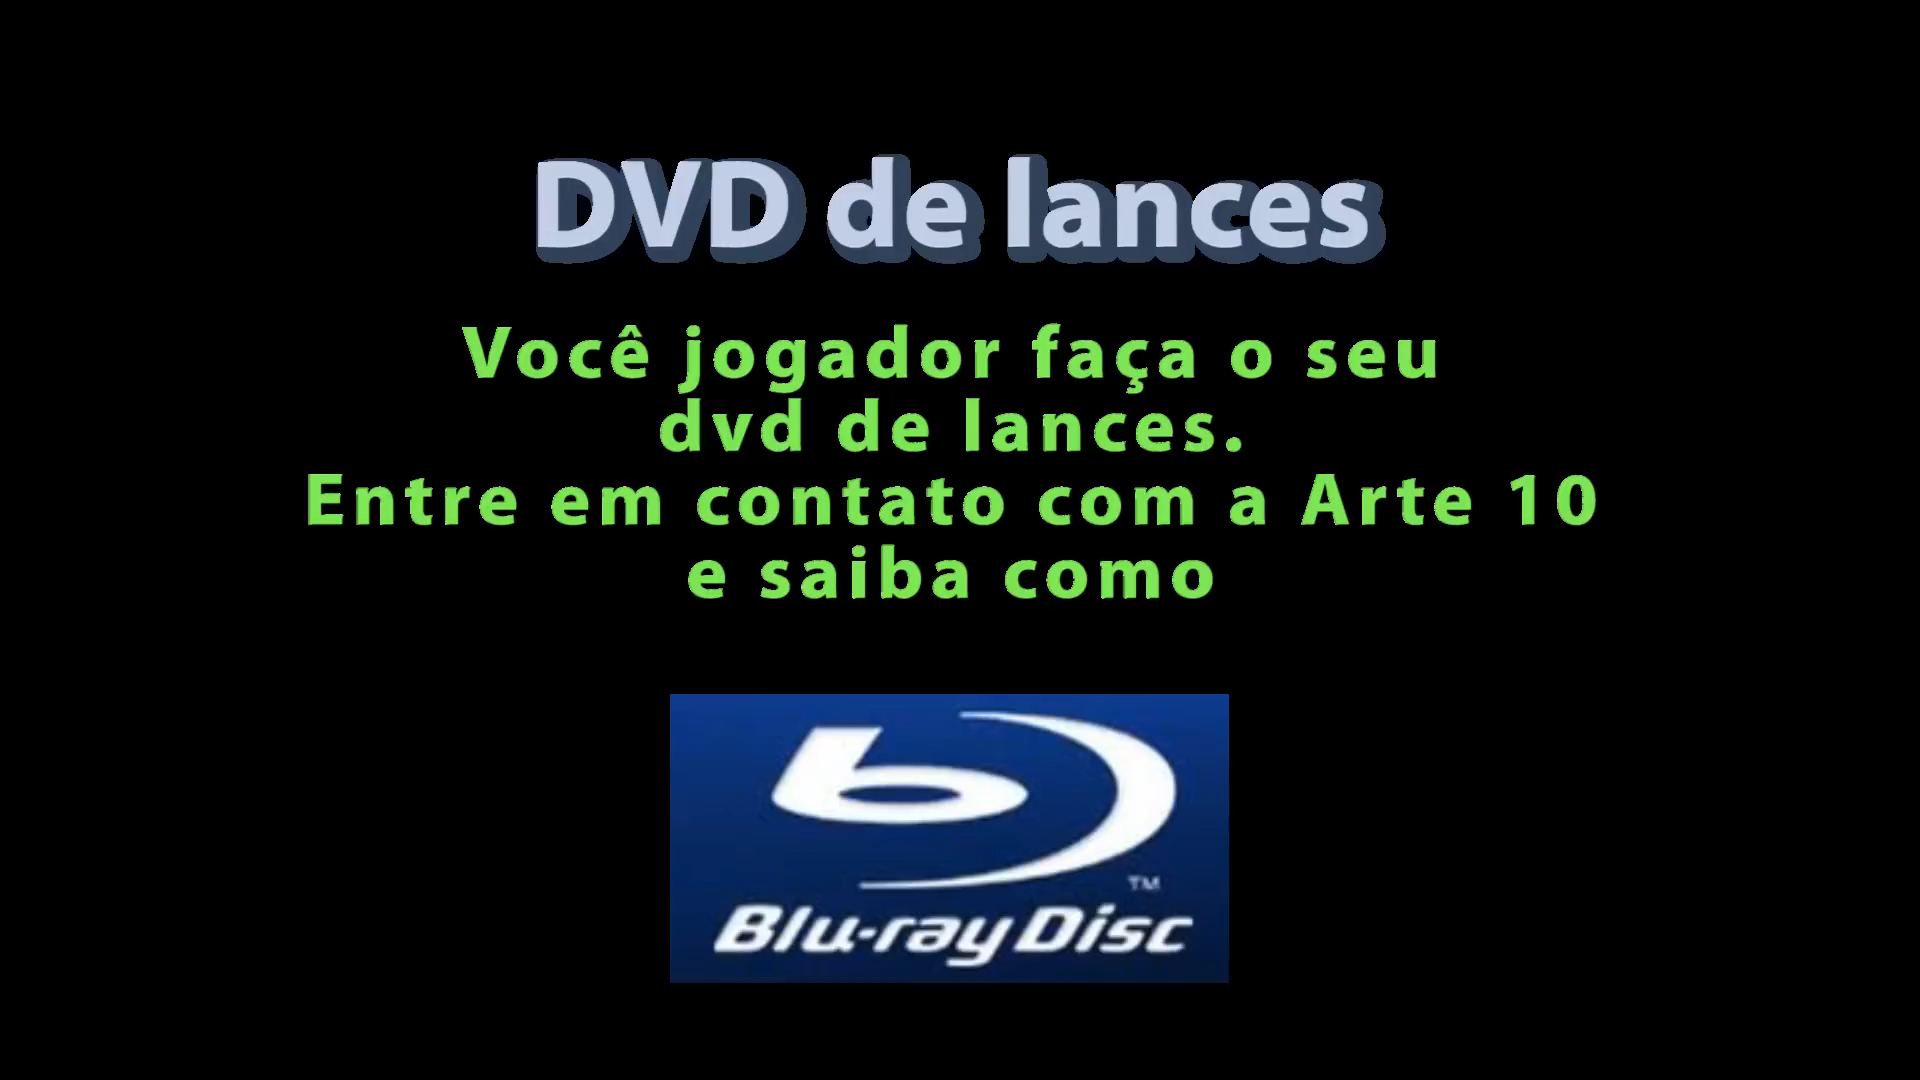 DVD de lances
Você jogador faça o seu
dvd de lances.
Entre em contato com a Arte 10
e saiba como
b
TM
Blu-ray Disc